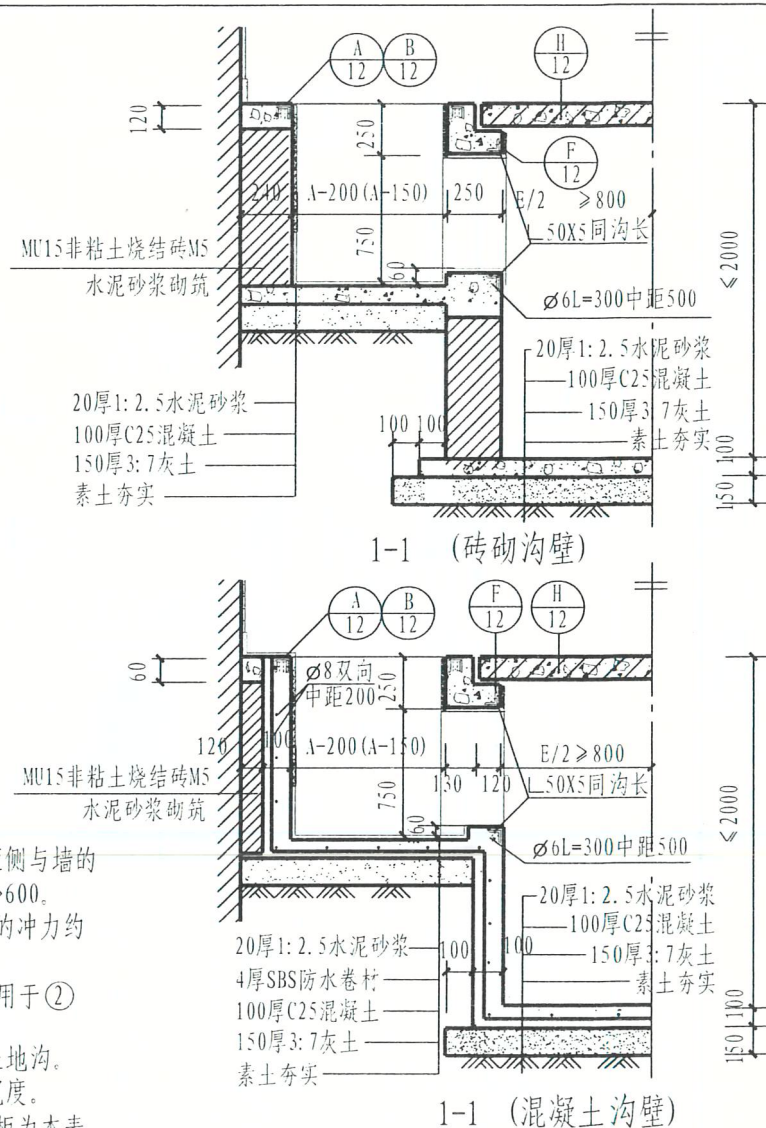 A
12
B
12
H
12
120
250
F
12
240
A-200(A-150)
250
E/2 ≥800
50X5同沟长
MU15非粘土烧结砖M5
水泥砂浆砌筑
750
60
≤2000
Ø6L=300中距500
20厚1:2.5水泥砂浆
100厚C25混凝土
150厚3:7灰土
素土夯实
20厚1:2.5水泥砂浆
100厚C25混凝土
150厚3:7灰土
素土夯实
100
100
100
150
1-1 (砖砌沟壁)
A
12
B
12
F
12
H
12
60
Ø8双向
中距200
250
120
100
A-200(A-150)
E/2≥800
130
120
50X5同沟长
MU15非粘土烧结砖M5
水泥砂浆砌筑
750
60
≤2000
Ø6L=300中距500
侧与墙的
600。
的冲力约
用于②
地沟。
度。
20厚1:2.5水泥砂浆
4厚SBS防水卷材
100厚C25混凝土
150厚3:7灰土
素土夯实
100
100
20厚1:2.5水泥砂浆
100厚C25混凝土
150厚3:7灰土
素土夯实
100
150
1-1 (混凝土沟壁)